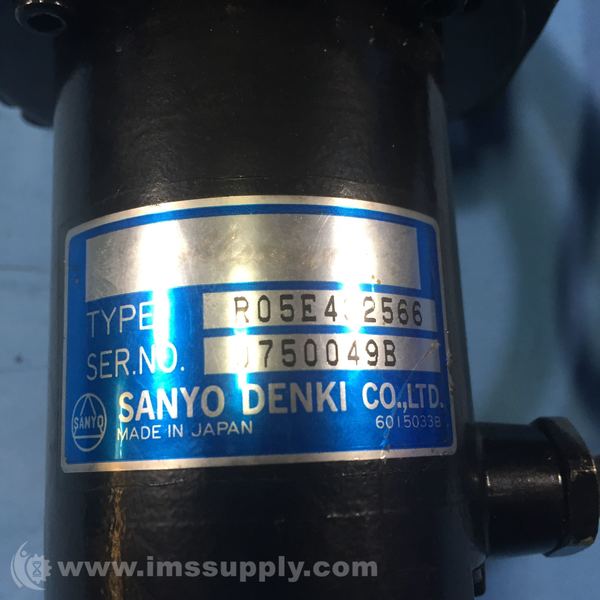 TYPE
SER.NO.
SANYO
SANYO DENKI CO.,LTD.
MADE IN JAPAN 6015033B
www.imssupply.com